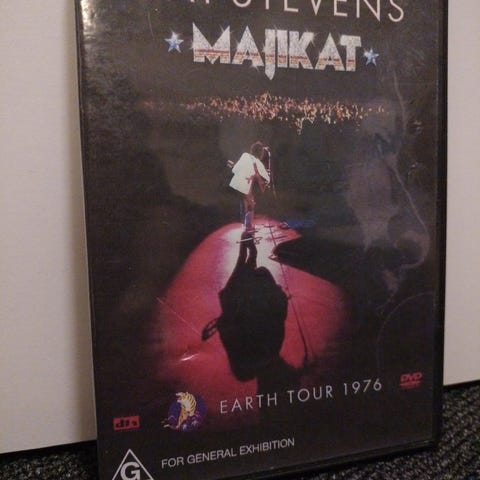 STEVENS
MAJIKAT
EARTH TOUR 1976
DVD
dts
FOR GENERAL EXHIBITION
G